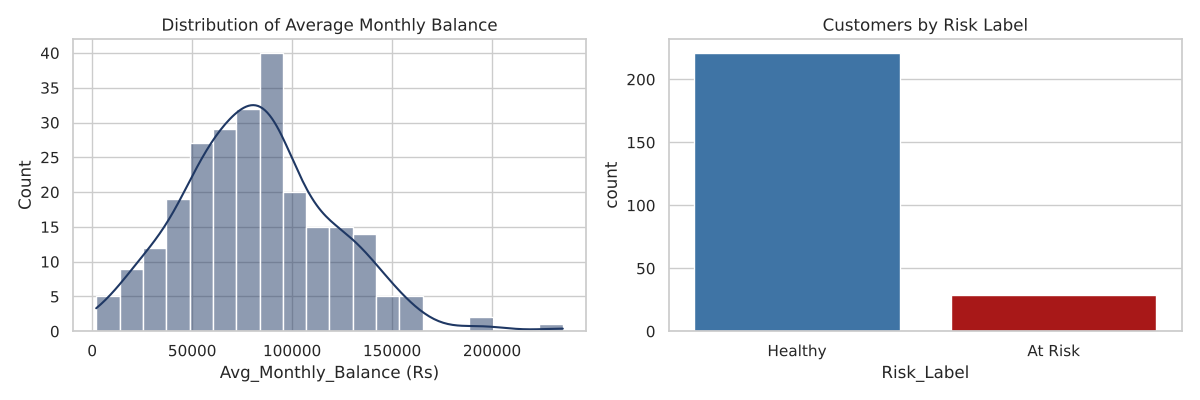 Distribution of Average Monthly Balance
40
35
30
25
20
15
10
5
0
Count
0 50000 100000 150000 200000
Avg_Monthly_Balance (Rs)
Customers by Risk Label
200
150
100
50
0
count
Healthy At Risk
Risk_Label